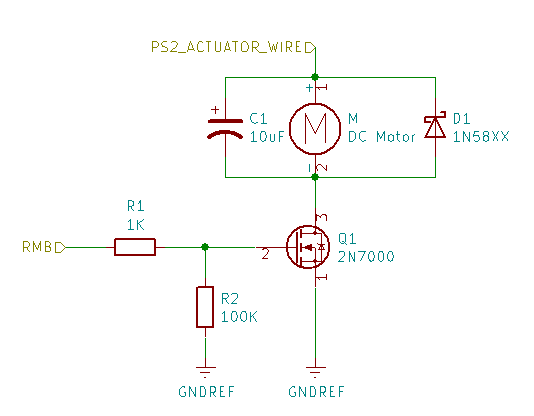 PS2_ACTUATOR_WIRE
+ 1
+
C1
10uF
M
M
DC Motor
D1
1N58XX
- 2
R1
1K
3
RMB
2
Q1
2N7000
1
R2
100K
GNDREF
GNDREF